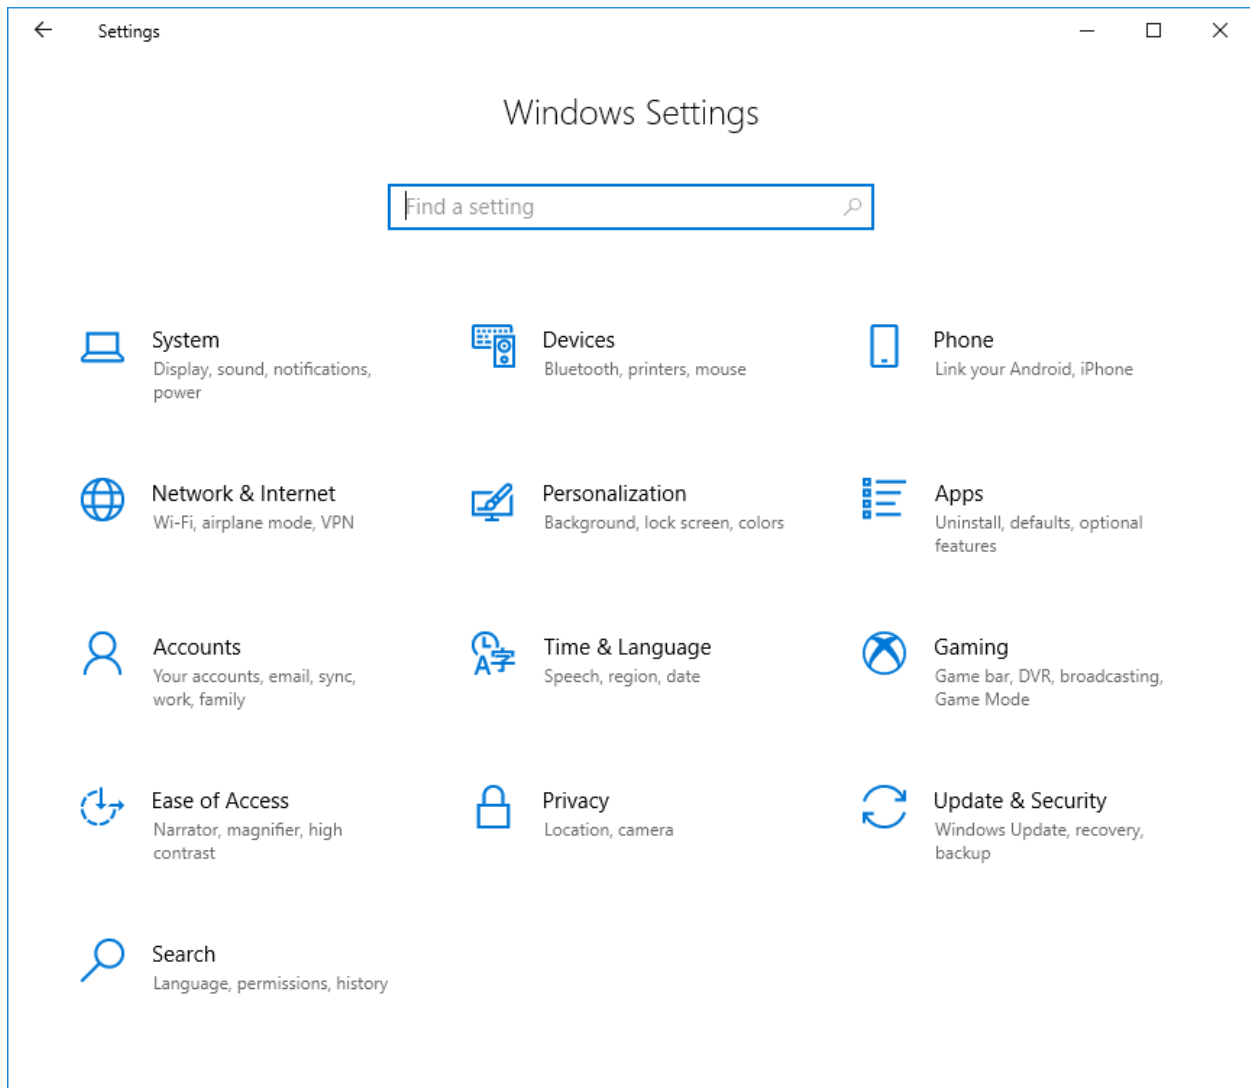 Settings
Windows Settings
Find a setting
System
Display, sound, notifications,
power
Devices
Bluetooth, printers, mouse
Phone
Link your Android, iPhone
Network & Internet
Wi-Fi, airplane mode, VPN
Personalization
Background, lock screen, colors
Apps
Uninstall, defaults, optional
features
Accounts
Your accounts, email, sync,
work, family
Time & Language
Speech, region, date
Gaming
Game bar, DVR, broadcasting,
Game Mode
Ease of Access
Narrator, magnifier, high
contrast
Privacy
Location, camera
Update & Security
Windows Update, recovery,
backup
Search
Language, permissions, history